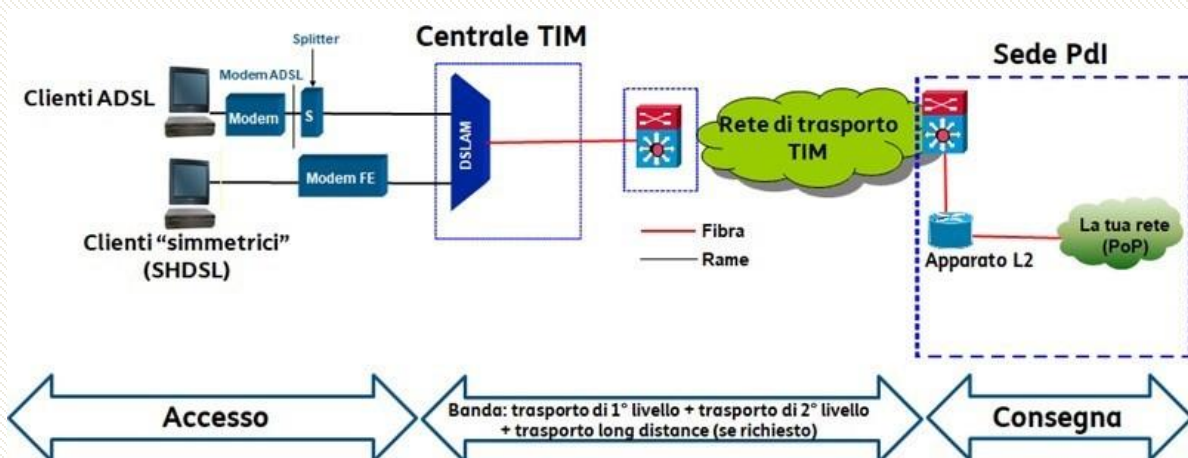 Splitter
Centrale TIM
Sede PdI
Modem ADSL
Clienti ADSL
Modem
S
DSLAM
Rete di trasporto
TIM
Modem FE
Clienti “simmetrici”
(SHDSL)
Fibra
Rame
La tua rete
(PoP)
Apparato L2
Accesso
Banda: trasporto di 1° livello + trasporto di 2° livello
+ trasporto long distance (se richiesto)
Consegna